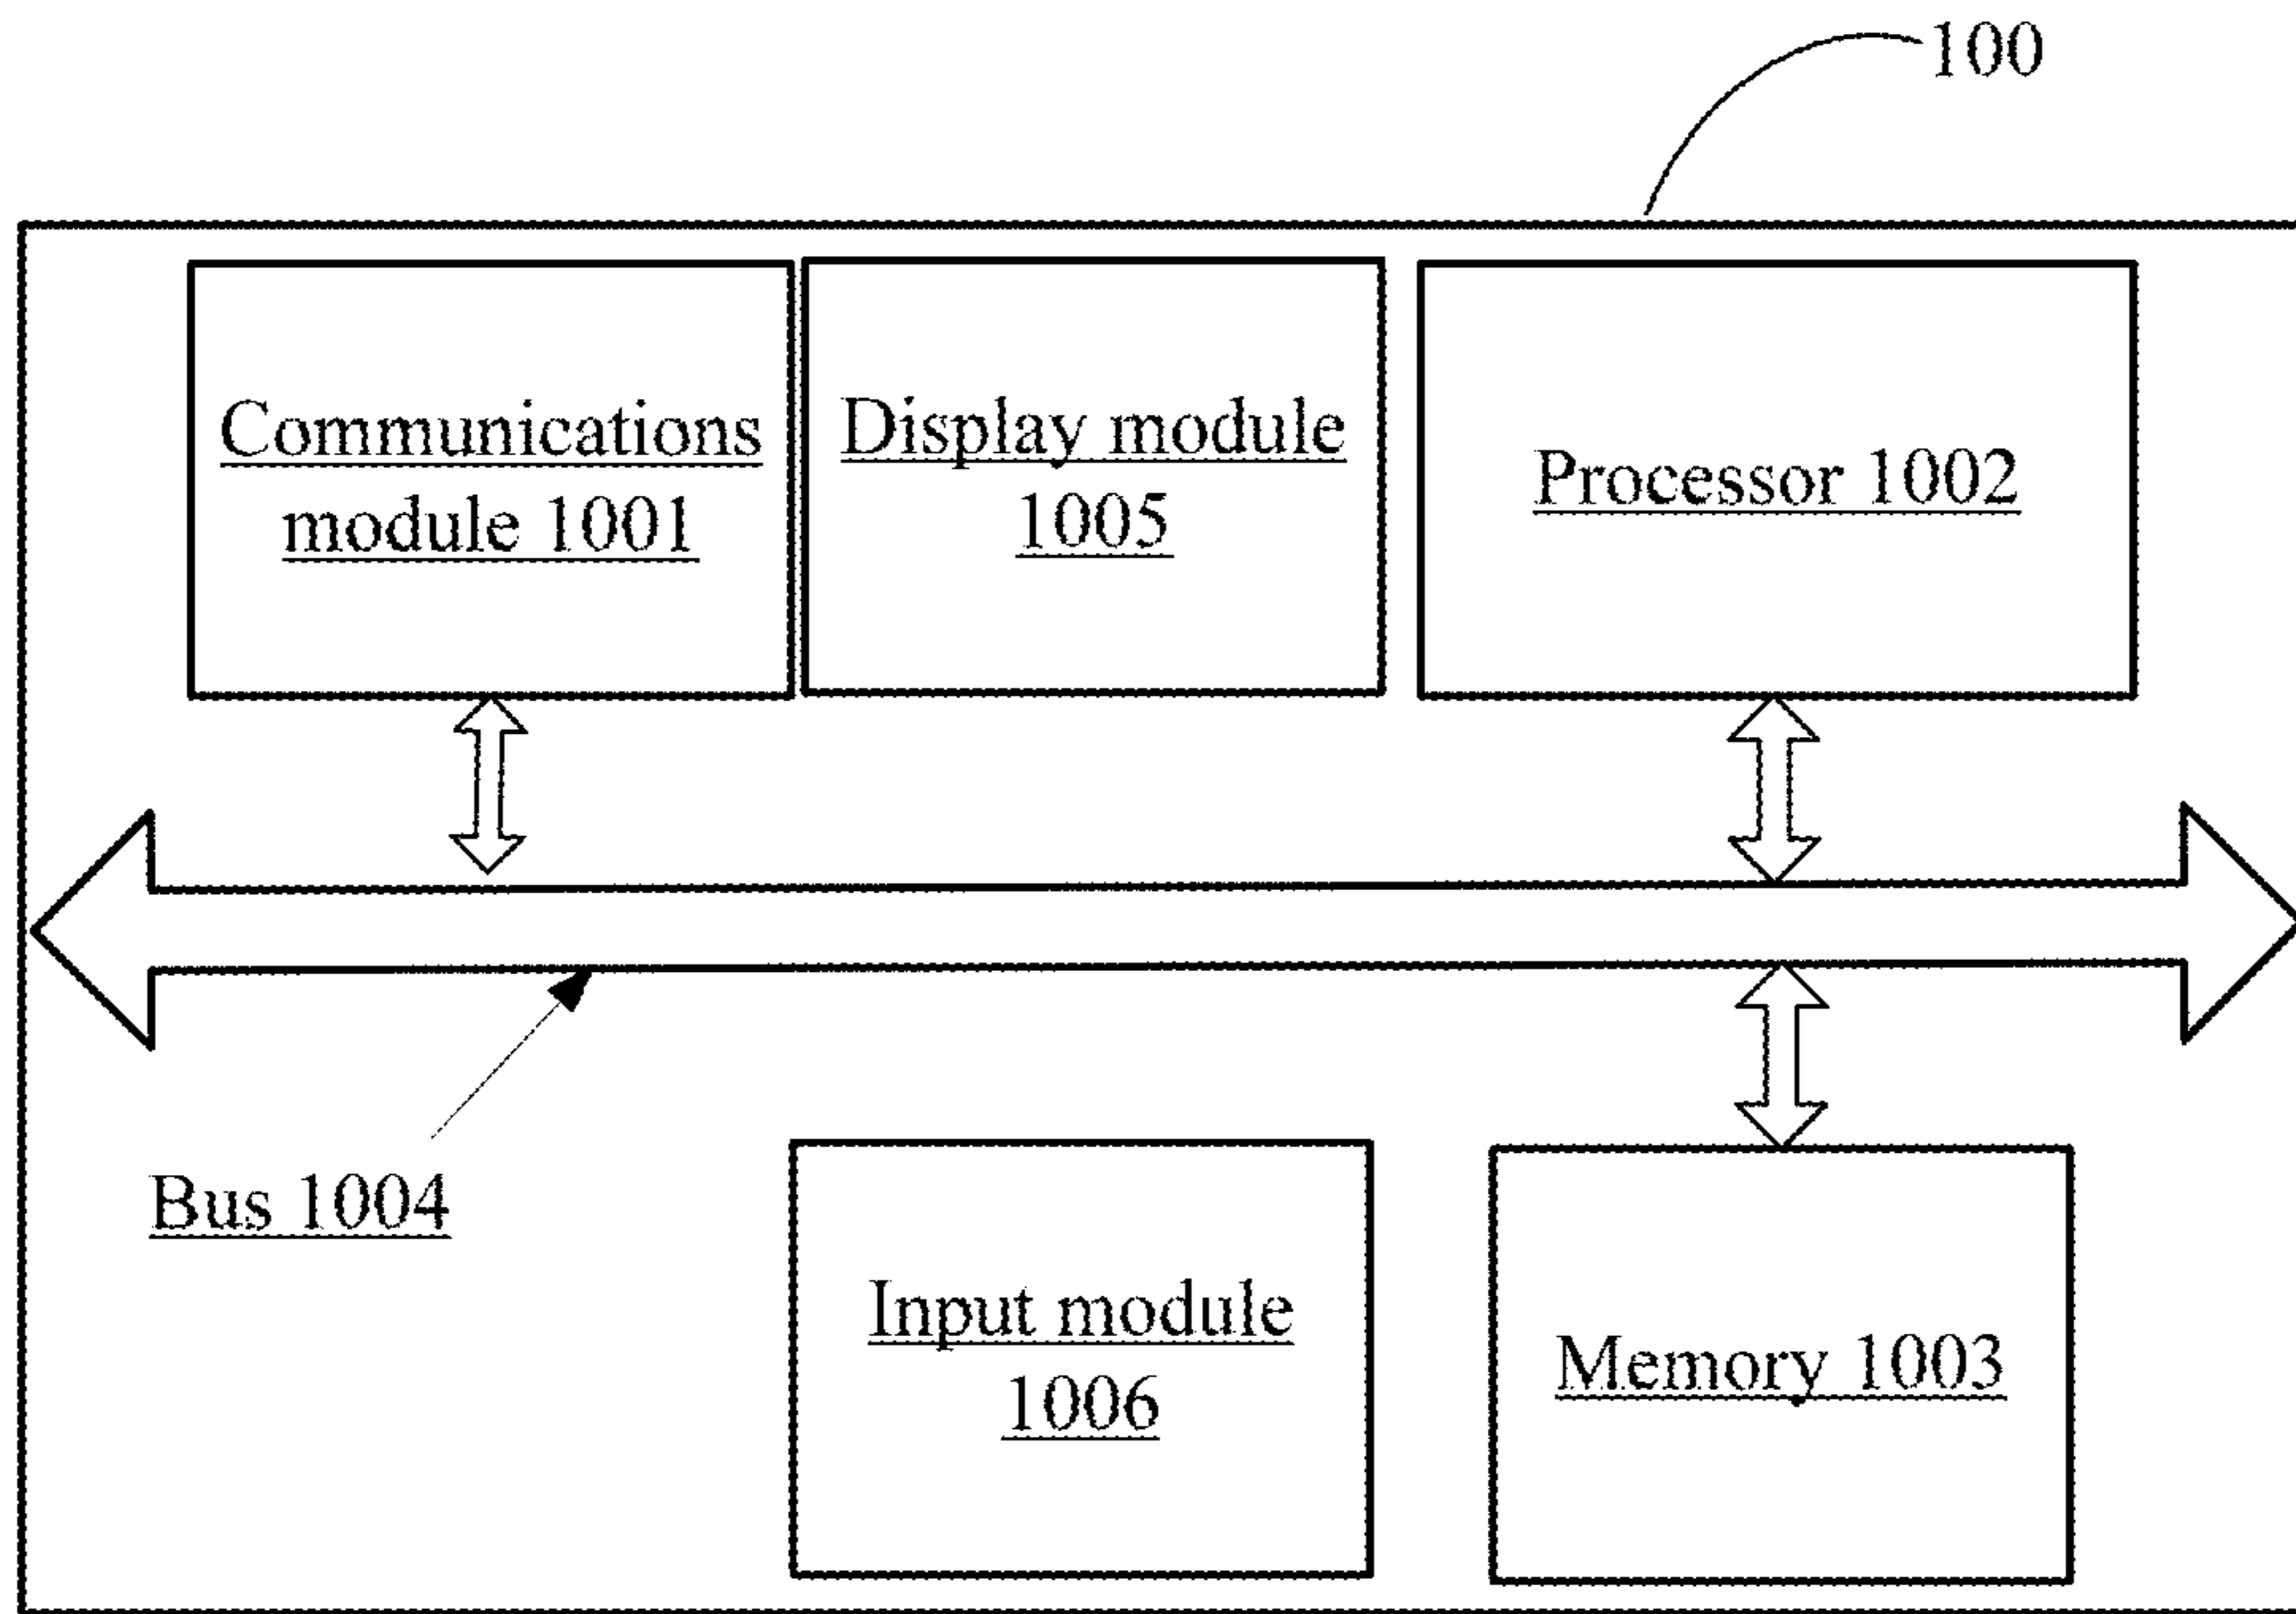 100
Communications
module 1001
Display module
1005
Processor 1002
Bus 1004
Input module
1006
Memory 1003